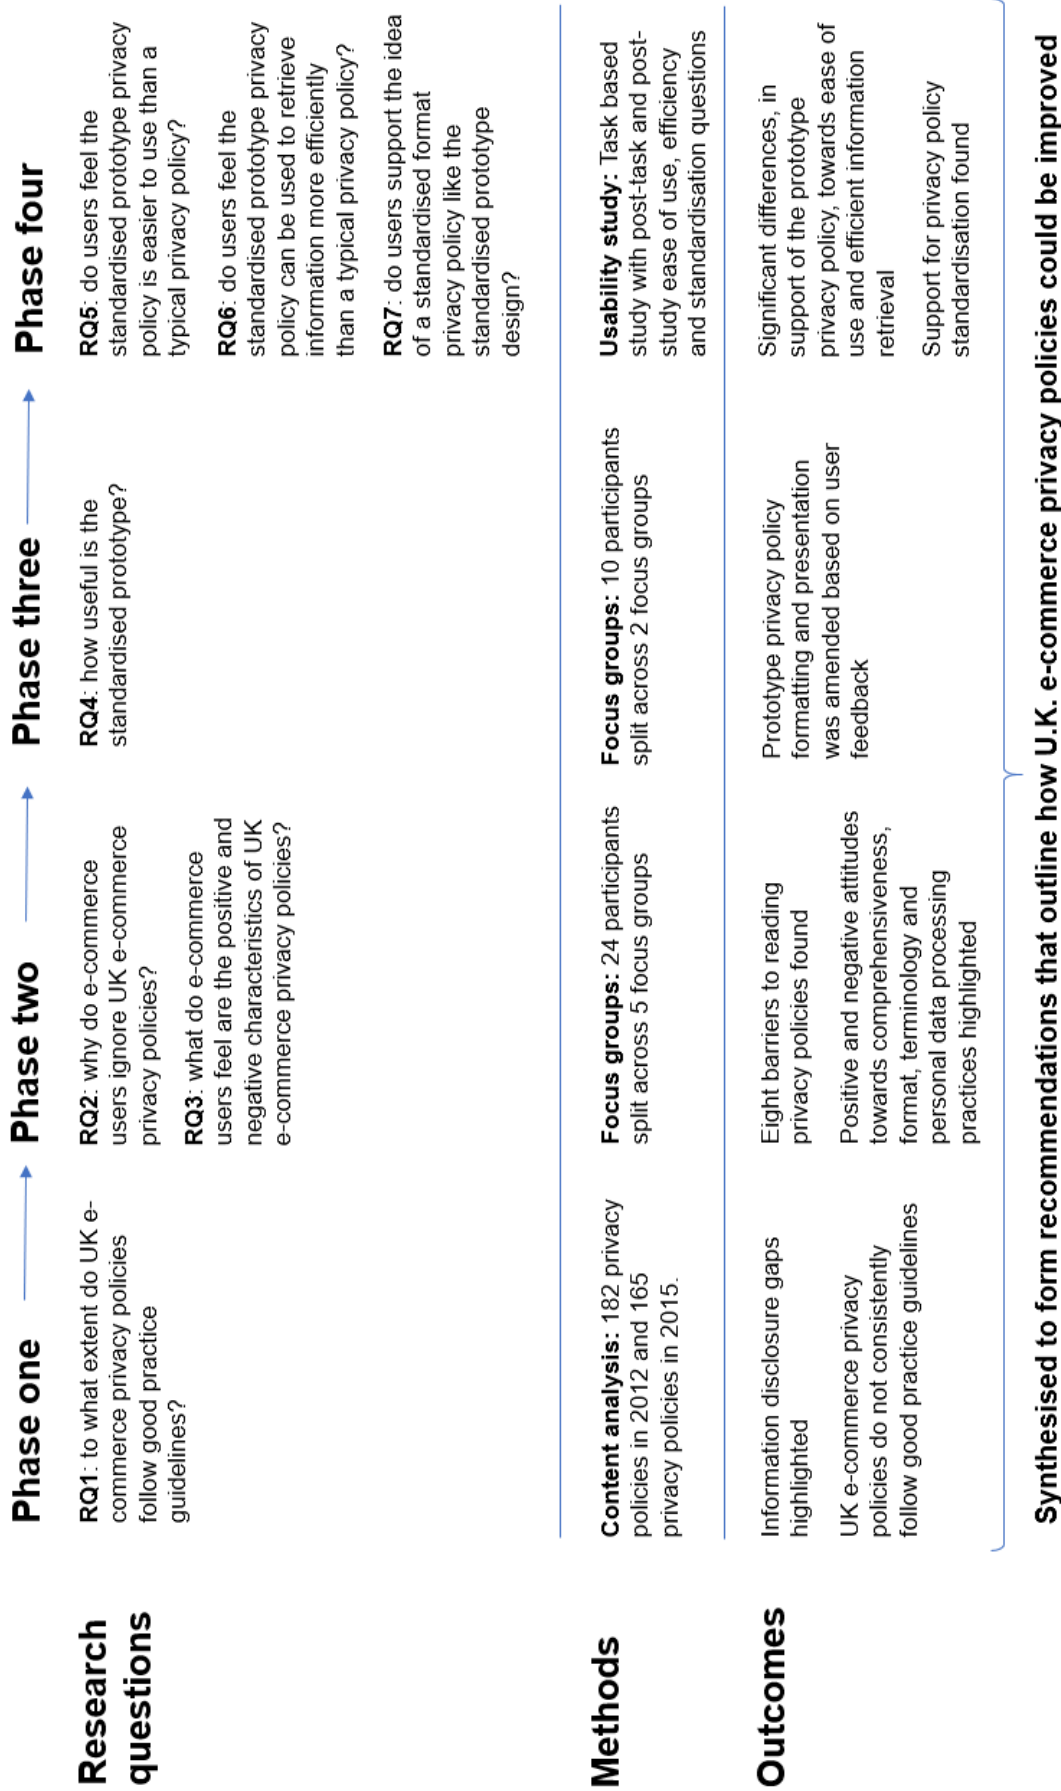 Phase one
Phase two
Phase three
Phase four
Research
questions
RQ1: to what extent do UK e-
commerce privacy policies
follow good practice
guidelines?
RQ2: why do e-commerce
users ignore UK e-commerce
privacy policies?
RQ3: what do e-commerce
users feel are the positive and
negative characteristics of UK
e-commerce privacy policies?
RQ4: how useful is the
standardised prototype?
RQ5: do users feel the
standardised prototype privacy
policy is easier to use than a
typical privacy policy?
RQ6: do users feel the
standardised prototype privacy
policy can be used to retrieve
information more efficiently
than a typical privacy policy?
RQ7: do users support the idea
of a standardised format
privacy policy like the
standardised prototype
design?
Methods
Content analysis: 182 privacy
policies in 2012 and 165
privacy policies in 2015.
Focus groups: 24 participants
split across 5 focus groups
Focus groups: 10 participants
split across 2 focus groups
Usability study: Task based
study with post-task and post-
study ease of use, efficiency
and standardisation questions
Outcomes
Information disclosure gaps
highlighted
UK e-commerce privacy
policies do not consistently
follow good practice guidelines
Eight barriers to reading
privacy policies found
Positive and negative attitudes
towards comprehensiveness,
format, terminology and
personal data processing
practices highlighted
Prototype privacy policy
formatting and presentation
was amended based on user
feedback
Significant differences, in
support of the prototype
privacy policy, towards ease of
use and efficient information
retrieval
Support for privacy policy
standardisation found
Synthesised to form recommendations that outline how U.K. e-commerce privacy policies could be improved